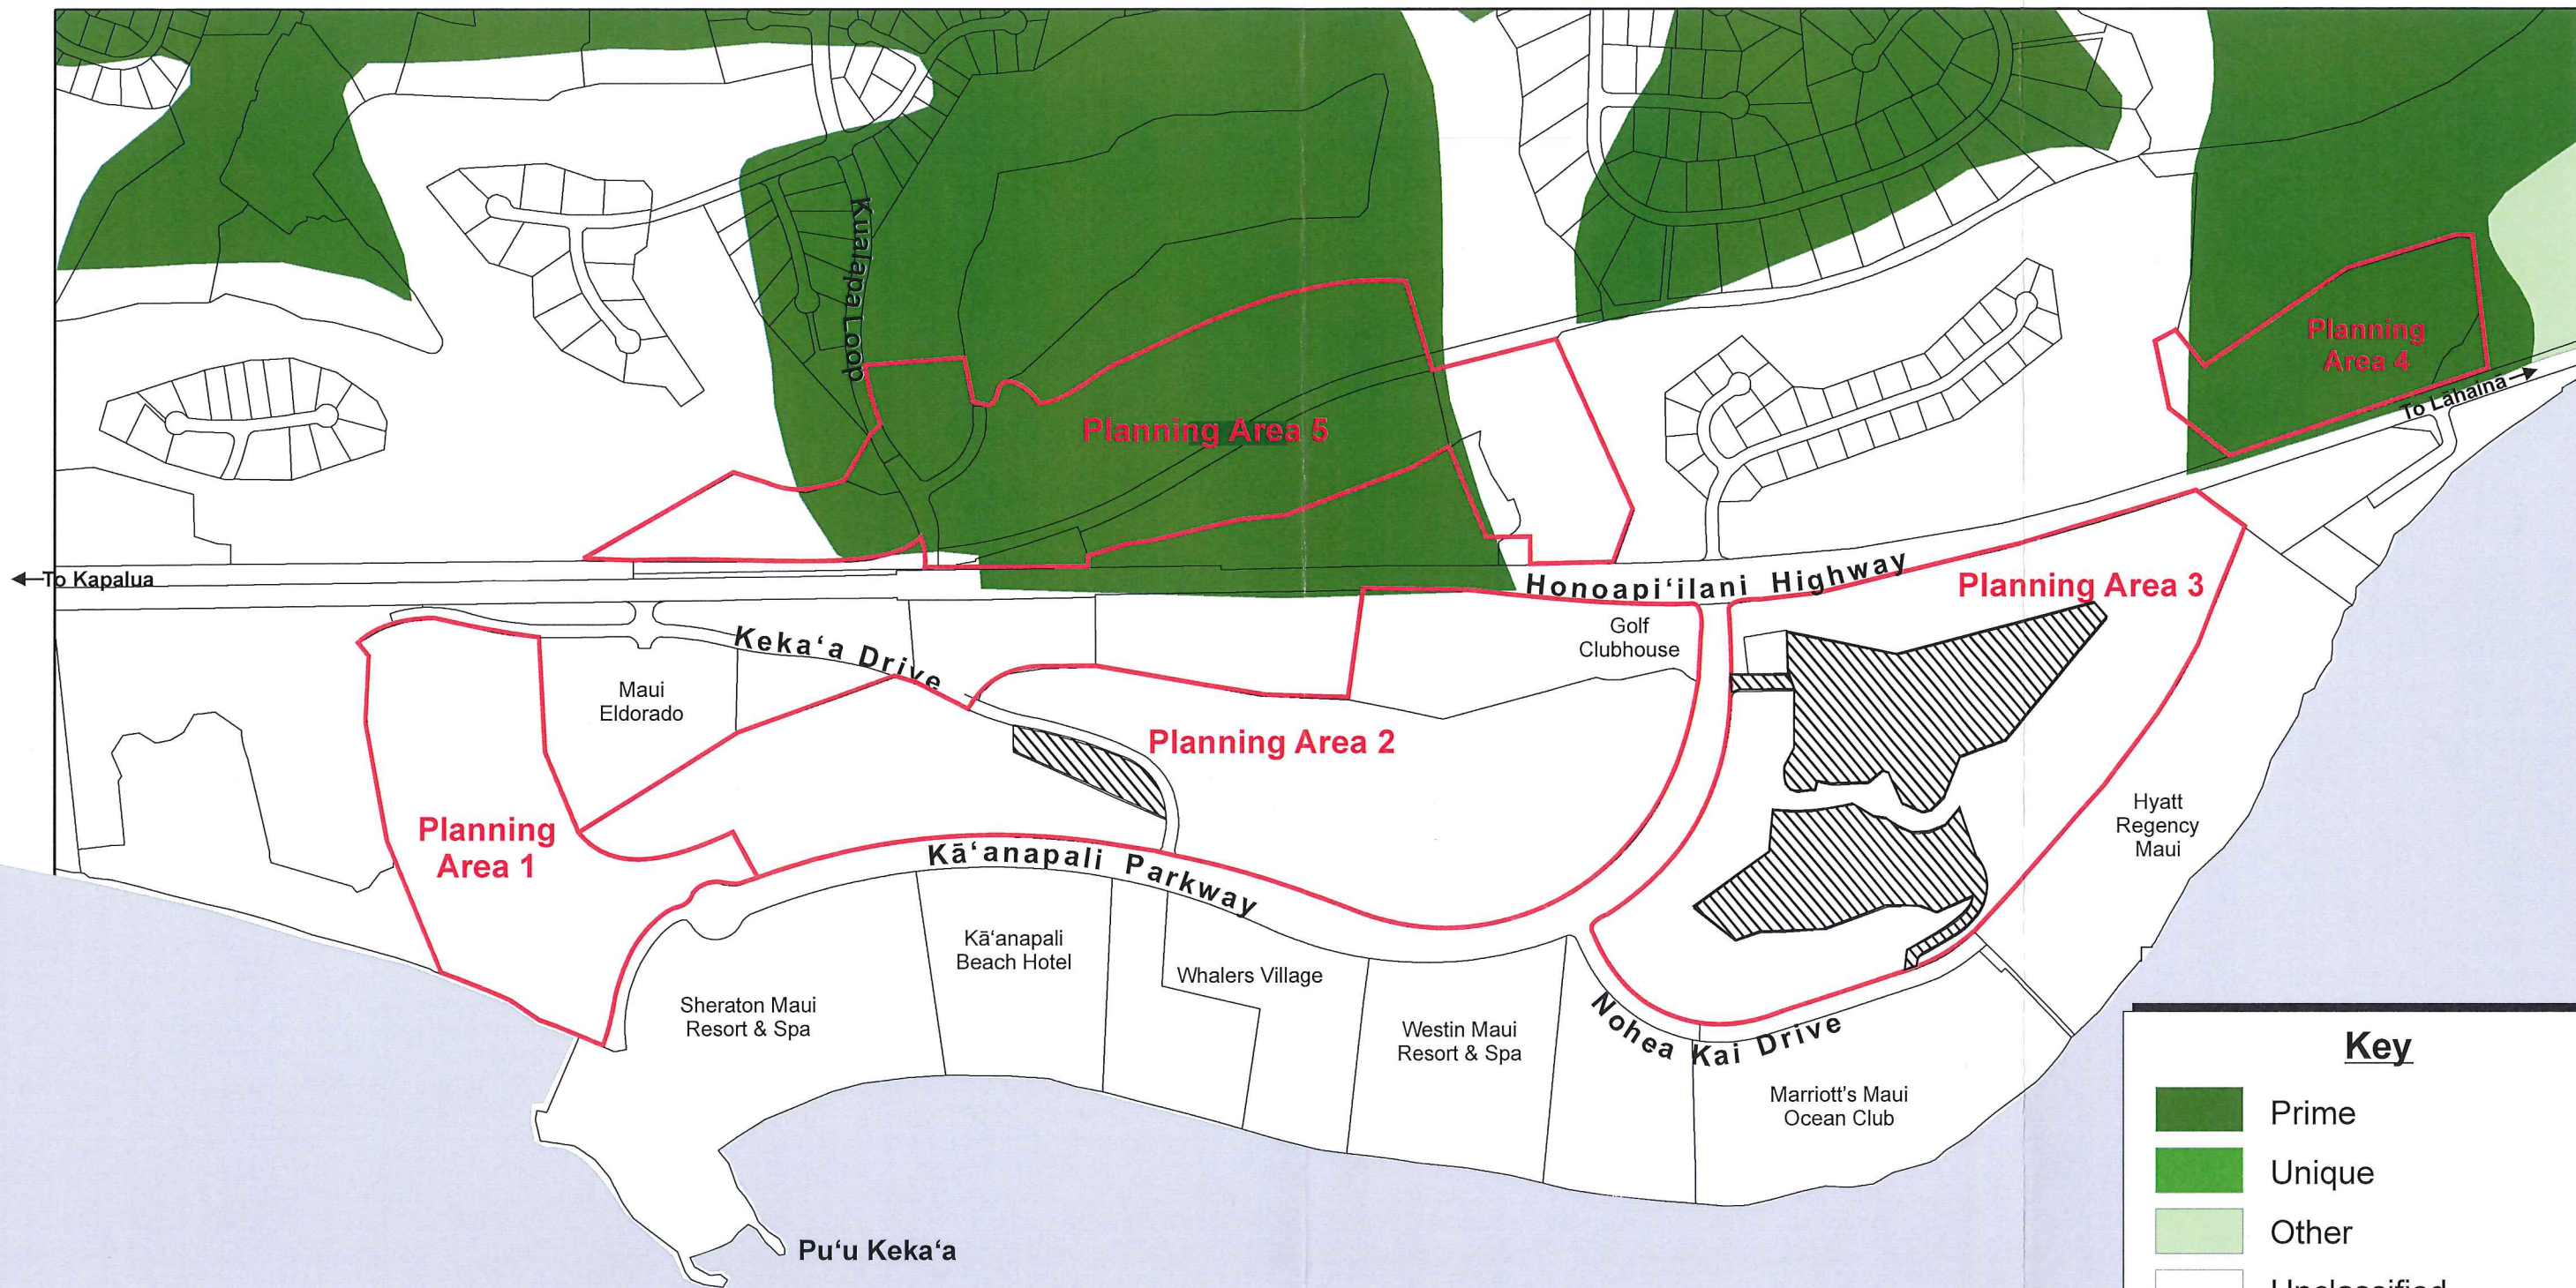 Kualapa Loop
Planning
Area 4
To Lāhainā
Planning Area 5
To Kapalua
Honoapi‘ilani Highway
Planning Area 3
Golf
Clubhouse
Keka‘a Drive
Maui
Eldorado
Planning Area 2
Planning
Area 1
Hyatt
Regency
Maui
Kā‘anapali Parkway
Kā‘anapali
Beach Hotel
Whalers Village
Sheraton Maui
Resort & Spa
Westin Maui
Resort & Spa
Nohea Kai Drive
Marriott's Maui
Ocean Club
Pu‘u Keka‘a
Key
Prime
Unique
Other
Unclassified